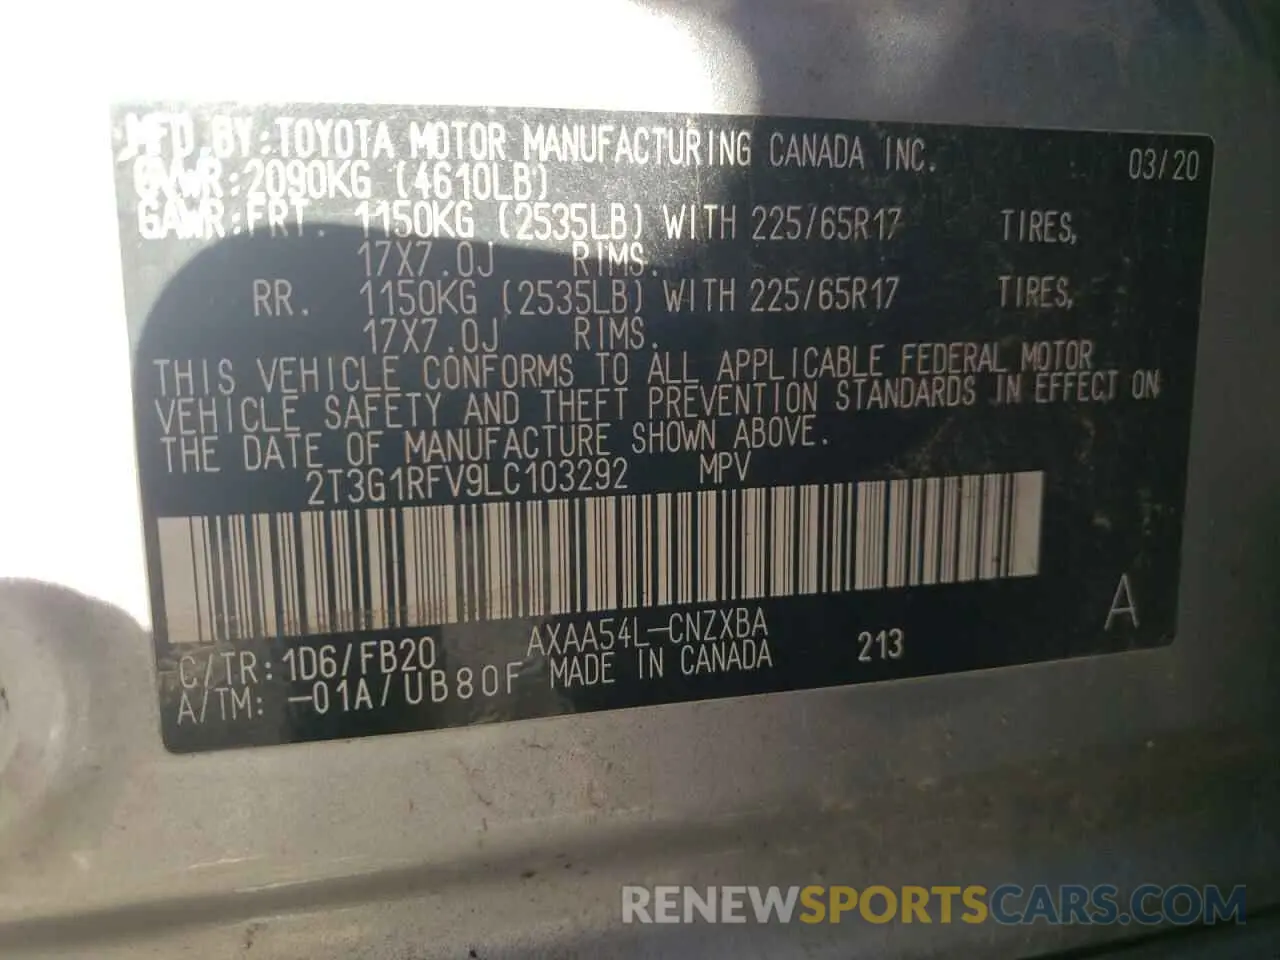 MFD.BY:TOYOTA MOTOR MANUFACTURING CANADA INC. 03/20
GVWR:2090KG (4610LB)
GAWR:FRT. 1150KG (2535LB) WITH 225/65R17 TIRES,
17X7.0J RIMS.
RR. 1150KG (2535LB) WITH 225/65R17 TIRES,
17X7.0J RIMS.
THIS VEHICLE CONFORMS TO ALL APPLICABLE FEDERAL MOTOR
VEHICLE SAFETY AND THEFT PREVENTION STANDARDS IN EFFECT ON
THE DATE OF MANUFACTURE SHOWN ABOVE.
2T3G1RFV9LC103292 MPV
A
C/TR:1D6/FB20 AXAA54L-CNZXBA 213
A/TM:-01A/UB80F MADE IN CANADA
RENEWSPORTSCARS.COM